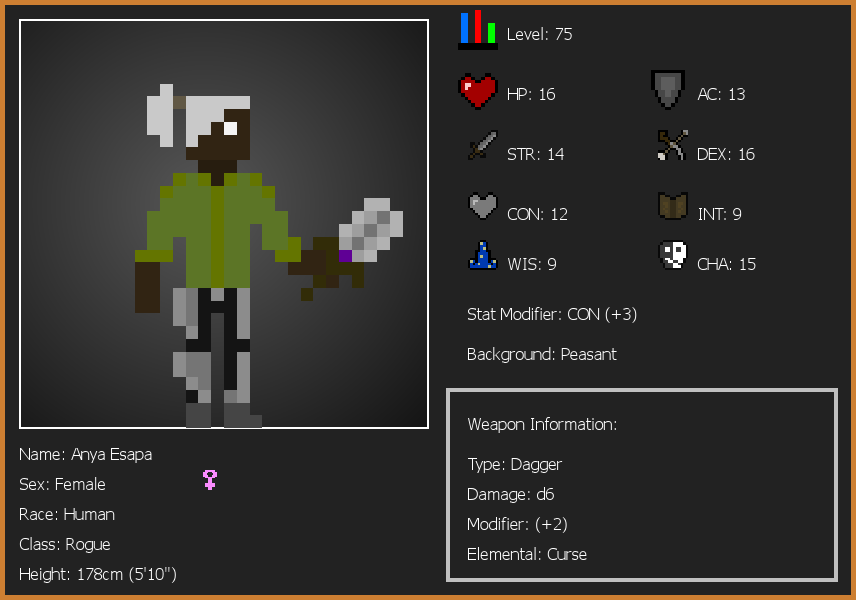 Level: 75
HP: 16
AC: 13
STR: 14
DEX: 16
CON: 12
INT: 9
WIS: 9
CHA: 15
Stat Modifier: CON (+3)
Background: Peasant
Weapon Information:
Type: Dagger
Damage: d6
Modifier: (+2)
Elemental: Curse
Name: Anya Esapa
Sex: Female
Race: Human
Class: Rogue
Height: 178cm (5'10")